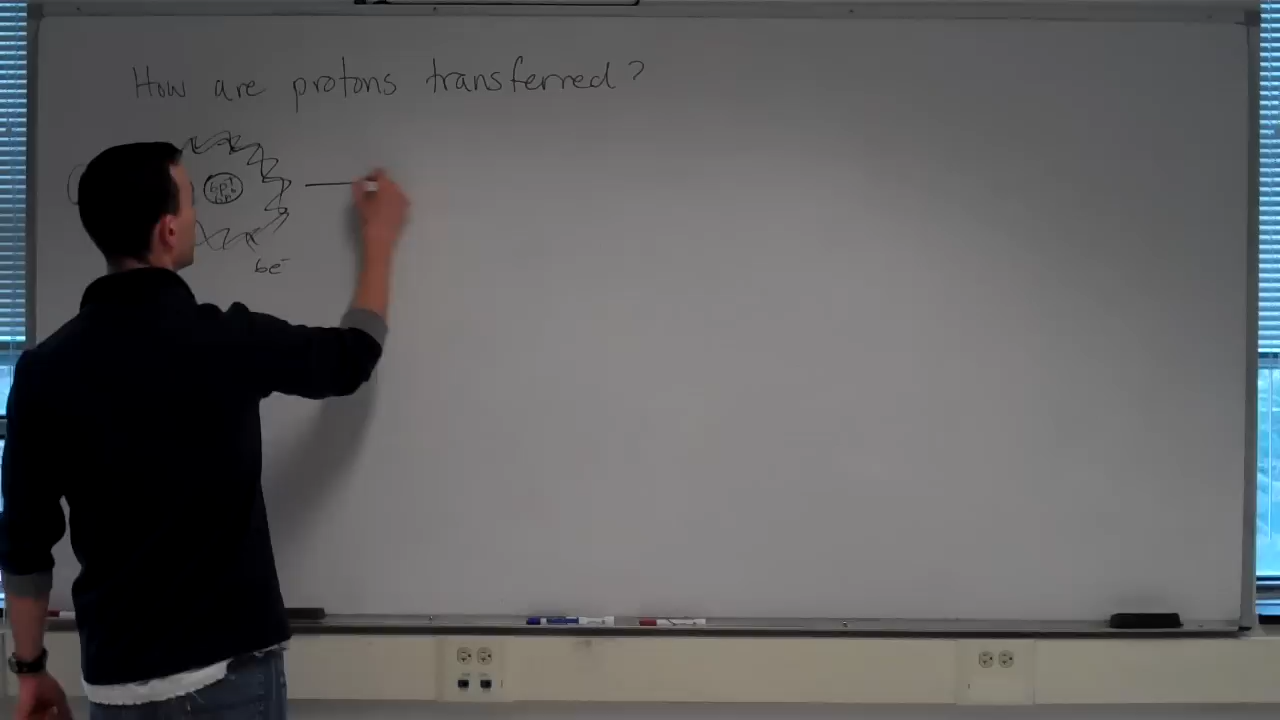 How are protons transferred?
6p⁺
6e⁻